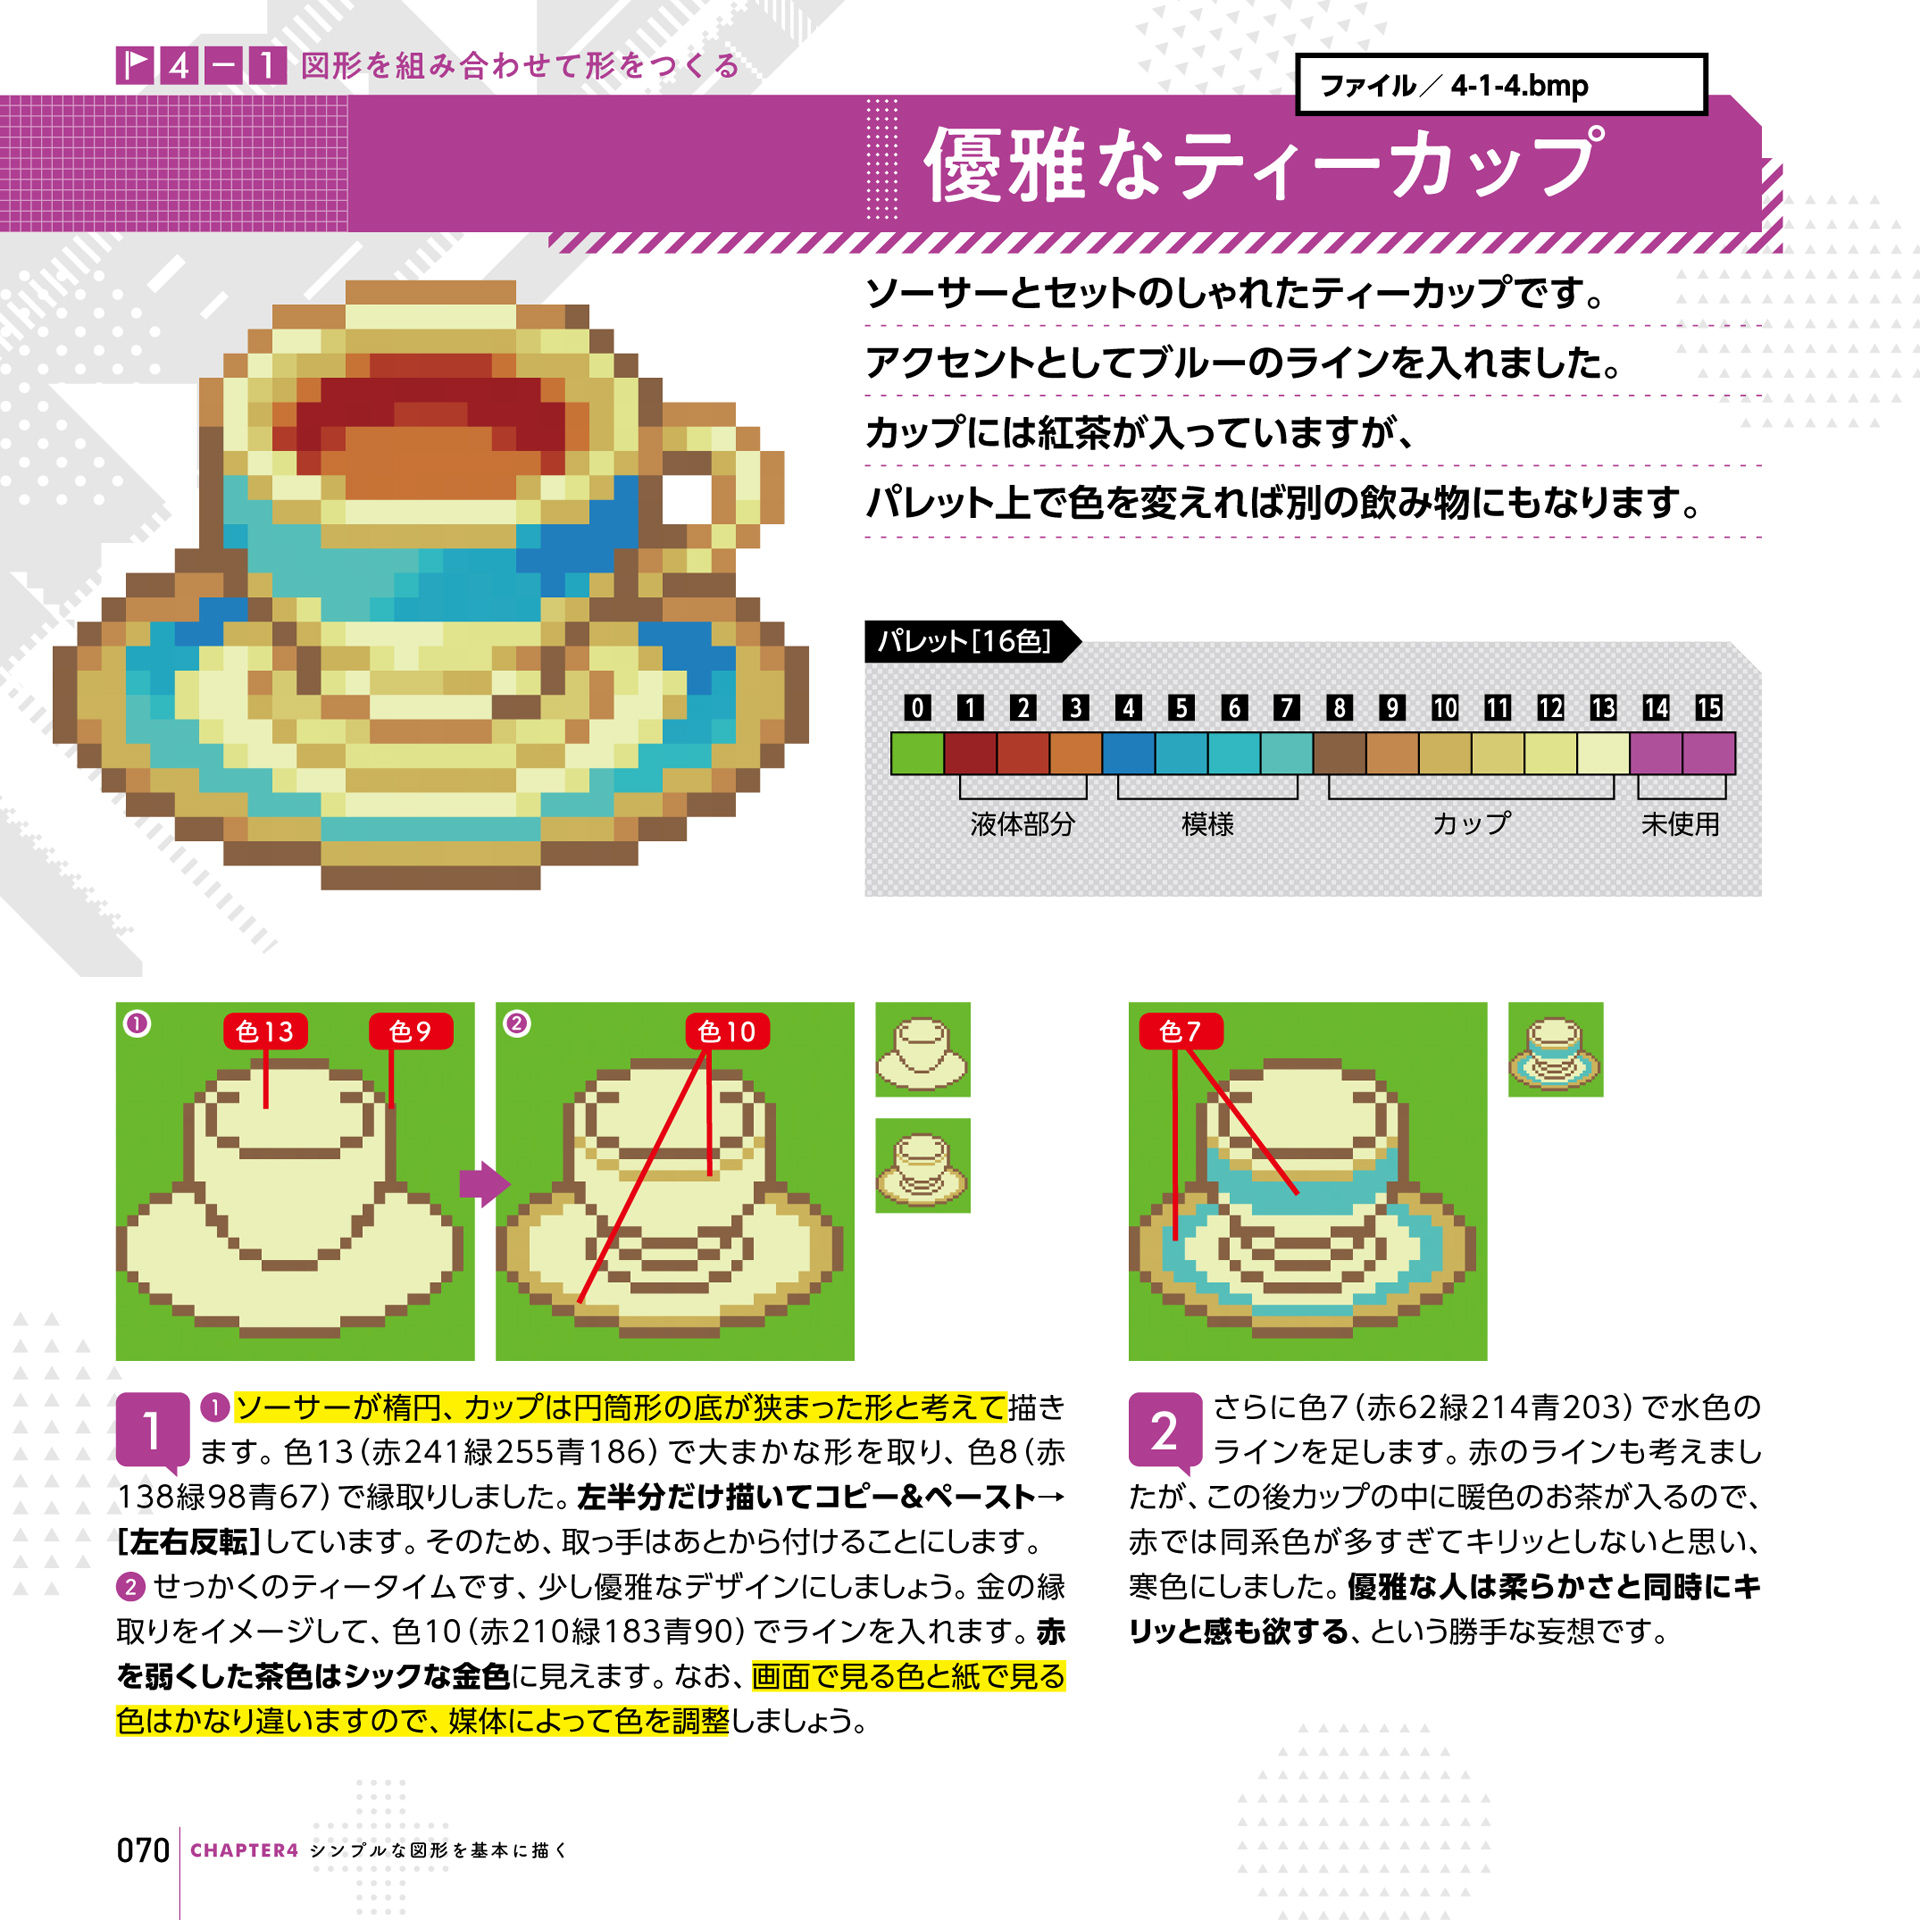 4-1 図形を組み合わせて形をつくる
ファイル／ 4-1-4.bmp
優雅なティーカップ
ソーサーとセットのしゃれたティーカップです。
アクセントとしてブルーのラインを入れました。
カップには紅茶が入っていますが、
パレット上で色を変えれば別の飲み物にもなります。
パレット[16色]
0 1 2 3 4 5 6 7 8 9 10 11 12 13 14 15
液体部分 模様 カップ 未使用
❶ 色13 色9
❷ 色10
色7
1 ❶ソーサーが楕円、カップは円筒形の底が狭まった形と考えて描き
ます。色13（赤241緑255青186）で大まかな形を取り、色8（赤
138緑98青67）で縁取りしました。左半分だけ描いてコピー&ペースト→
[左右反転]しています。そのため、取っ手はあとから付けることにします。
❷せっかくのティータイムです、少し優雅なデザインにしましょう。金の縁
取りをイメージして、色10（赤210緑183青90）でラインを入れます。赤
を弱くした茶色はシックな金色に見えます。なお、画面で見る色と紙で見る
色はかなり違いますので、媒体によって色を調整しましょう。
2 さらに色7（赤62緑214青203）で水色の
ラインを足します。赤のラインも考えまし
たが、この後カップの中に暖色のお茶が入るので、
赤では同系色が多すぎてキリッとしないと思い、
寒色にしました。優雅な人は柔らかさと同時にキ
リッと感も欲する、という勝手な妄想です。
070 CHAPTER4 シンプルな図形を基本に描く